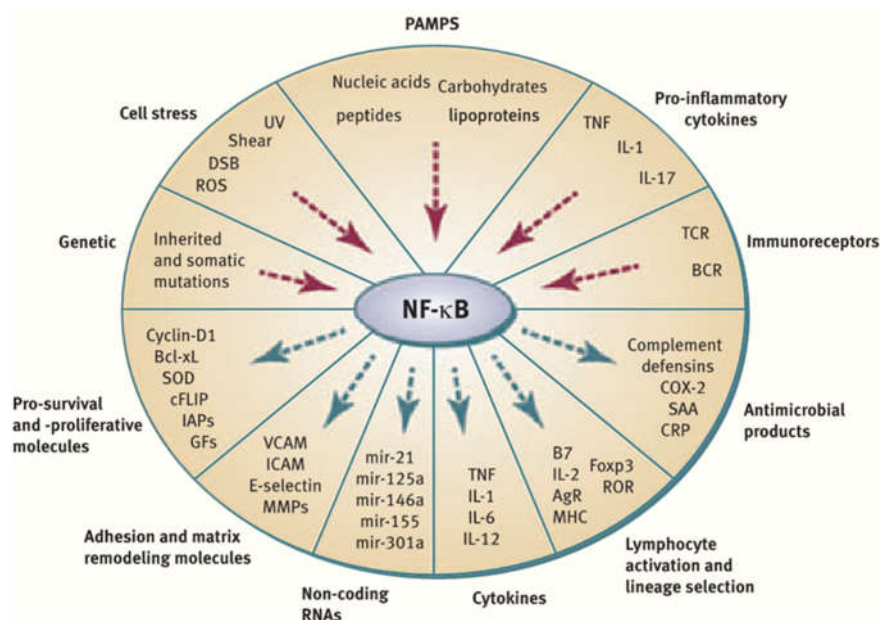 PAMPS
Nucleic acids
Carbohydrates
peptides
lipoproteins
Cell stress
UV
Shear
DSB
ROS
Pro-inflammatory
cytokines
TNF
IL-1
IL-17
Genetic
Inherited
and somatic
mutations
TCR
BCR
Immunoreceptors
NF-κB
Cyclin-D1
Bcl-xL
SOD
cFLIP
IAPs
GFs
Pro-survival
and -proliferative
molecules
Complement
defensins
COX-2
SAA
CRP
Antimicrobial
products
VCAM
ICAM
E-selectin
MMPs
Adhesion and matrix
remodeling molecules
mir-21
mir-125a
mir-146a
mir-155
mir-301a
Non-coding
RNAs
TNF
IL-1
IL-6
IL-12
Cytokines
B7
IL-2
AgR
MHC
Foxp3
ROR
Lymphocyte
activation and
lineage selection